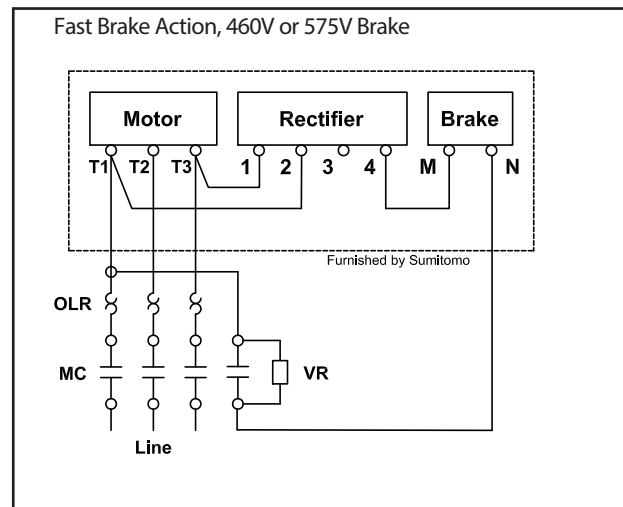 Fast Brake Action, 460V or 575V Brake
Motor Rectifier Brake
T1 T2 T3 1 2 3 4 M N
Furnished by Sumitomo
OLR
MC VR
Line